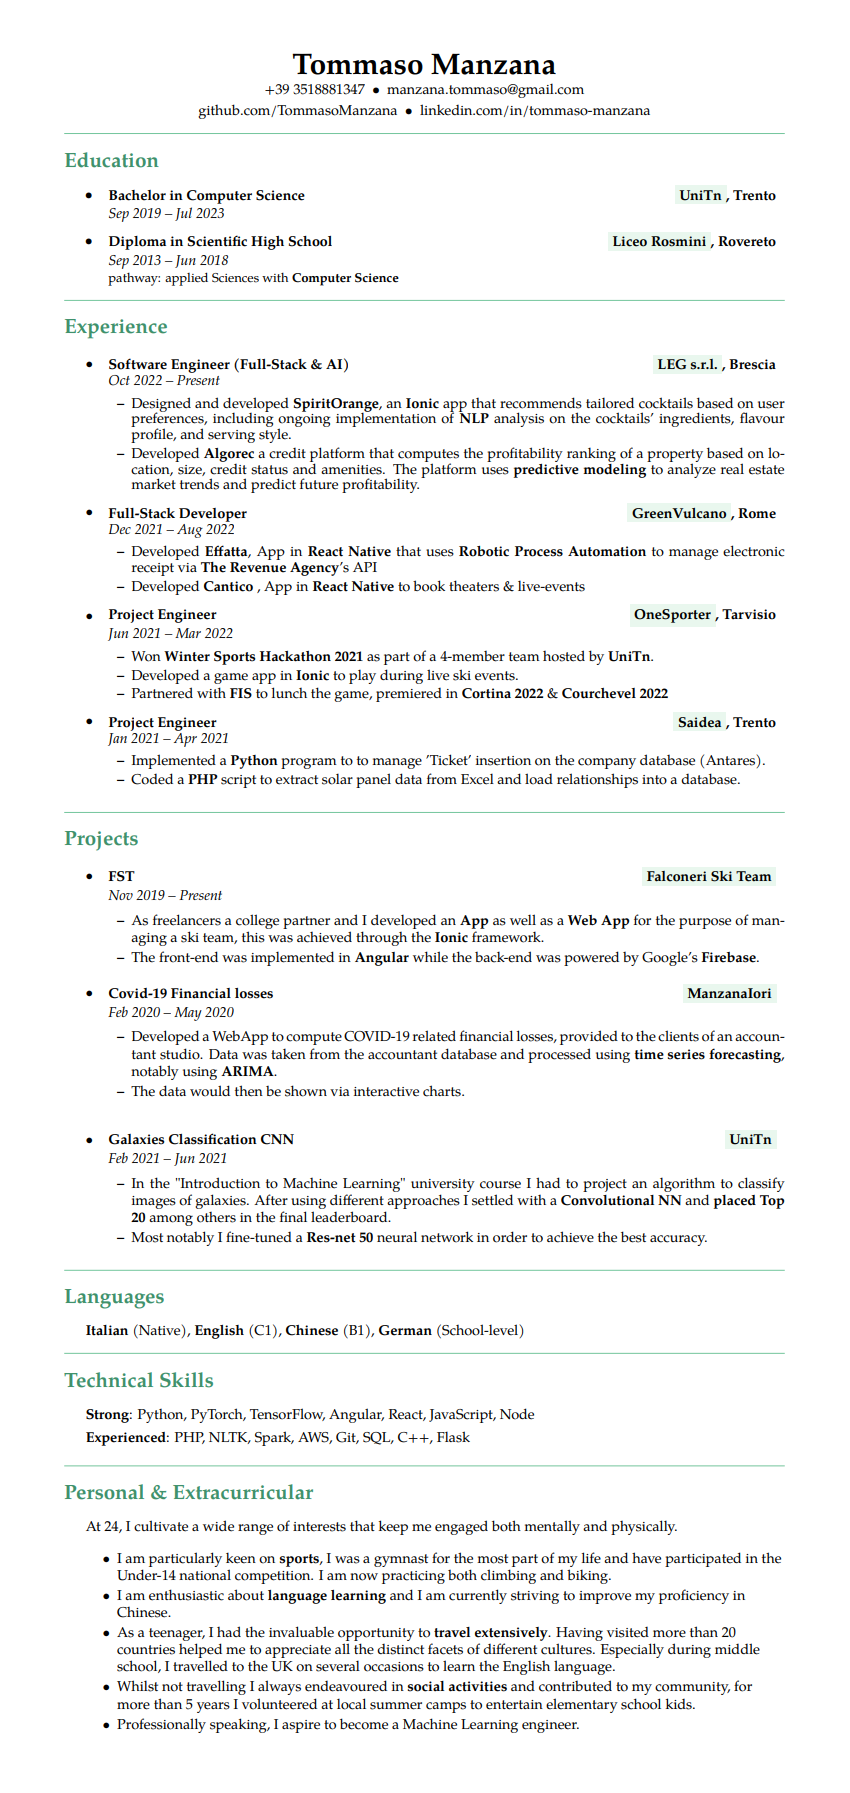 Tommaso Manzana
+39 3518881347 ● manzana.tommaso@gmail.com
github.com/TommasoManzana ● linkedin.com/in/tommaso-manzana
Education
● Bachelor in Computer Science UniTn , Trento
Sep 2019 – Jul 2023
● Diploma in Scientific High School Liceo Rosmini , Rovereto
Sep 2013 – Jun 2018
pathway: applied Sciences with Computer Science
Experience
● Software Engineer (Full-Stack & AI) LEG s.r.l. , Brescia
Oct 2022 – Present
– Designed and developed SpiritOrange, an Ionic app that recommends tailored cocktails based on user
preferences, including ongoing implementation of NLP analysis on the cocktails' ingredients, flavour
profile, and serving style.
– Developed Algorec a credit platform that computes the profitability ranking of a property based on lo-
cation, size, credit status and amenities. The platform uses predictive modeling to analyze real estate
market trends and predict future profitability.
● Full-Stack Developer GreenVulcano , Rome
Dec 2021 – Aug 2022
– Developed Effatta, App in React Native that uses Robotic Process Automation to manage electronic
receipt via The Revenue Agency's API
– Developed Cantico , App in React Native to book theaters & live-events
● Project Engineer OneSporter , Tarvisio
Jun 2021 – Mar 2022
– Won Winter Sports Hackathon 2021 as part of a 4-member team hosted by UniTn.
– Developed a game app in Ionic to play during live ski events.
– Partnered with FIS to lunch the game, premiered in Cortina 2022 & Courchevel 2022
● Project Engineer Saidea , Trento
Jan 2021 – Apr 2021
– Implemented a Python program to to manage 'Ticket' insertion on the company database (Antares).
– Coded a PHP script to extract solar panel data from Excel and load relationships into a database.
Projects
● FST Falconeri Ski Team
Nov 2019 – Present
– As freelancers a college partner and I developed an App as well as a Web App for the purpose of man-
aging a ski team, this was achieved through the Ionic framework.
– The front-end was implemented in Angular while the back-end was powered by Google's Firebase.
● Covid-19 Financial losses ManzanaIori
Feb 2020 – May 2020
– Developed a WebApp to compute COVID-19 related financial losses, provided to the clients of an accoun-
tant studio. Data was taken from the accountant database and processed using time series forecasting,
notably using ARIMA.
– The data would then be shown via interactive charts.
● Galaxies Classification CNN UniTn
Feb 2021 – Jun 2021
– In the "Introduction to Machine Learning" university course I had to project an algorithm to classify
images of galaxies. After using different approaches I settled with a Convolutional NN and placed Top
20 among others in the final leaderboard.
– Most notably I fine-tuned a Res-net 50 neural network in order to achieve the best accuracy.
Languages
Italian (Native), English (C1), Chinese (B1), German (School-level)
Technical Skills
Strong: Python, PyTorch, TensorFlow, Angular, React, JavaScript, Node
Experienced: PHP, NLTK, Spark, AWS, Git, SQL, C++, Flask
Personal & Extracurricular
At 24, I cultivate a wide range of interests that keep me engaged both mentally and physically.
● I am particularly keen on sports, I was a gymnast for the most part of my life and have participated in the
Under-14 national competition. I am now practicing both climbing and biking.
● I am enthusiastic about language learning and I am currently striving to improve my proficiency in
Chinese.
● As a teenager, I had the invaluable opportunity to travel extensively. Having visited more than 20
countries helped me to appreciate all the distinct facets of different cultures. Especially during middle
school, I travelled to the UK on several occasions to learn the English language.
● Whilst not travelling I always endeavoured in social activities and contributed to my community, for
more than 5 years I volunteered at local summer camps to entertain elementary school kids.
● Professionally speaking, I aspire to become a Machine Learning engineer.